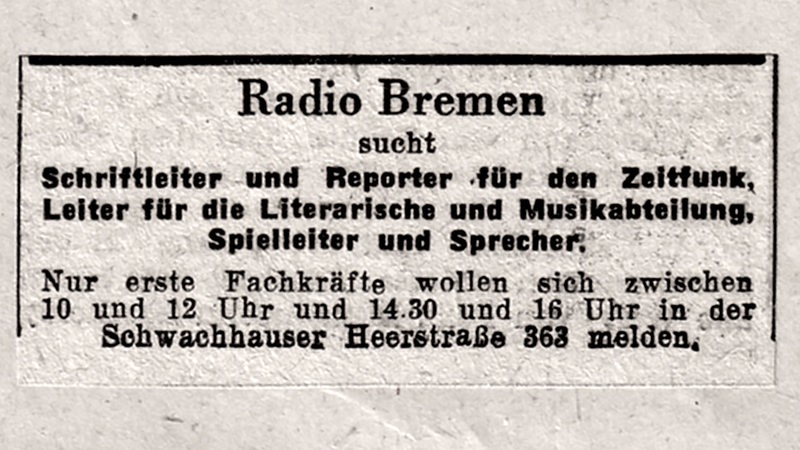 Radio Bremen
sucht
Schriftleiter und Reporter für den Zeitfunk,
Leiter für die Literarische und Musikabteilung,
Spielleiter und Sprecher.
Nur erste Fachkräfte wollen sich zwischen
10 und 12 Uhr und 14.30 und 16 Uhr in der
Schwachhauser Heerstraße 363 melden.